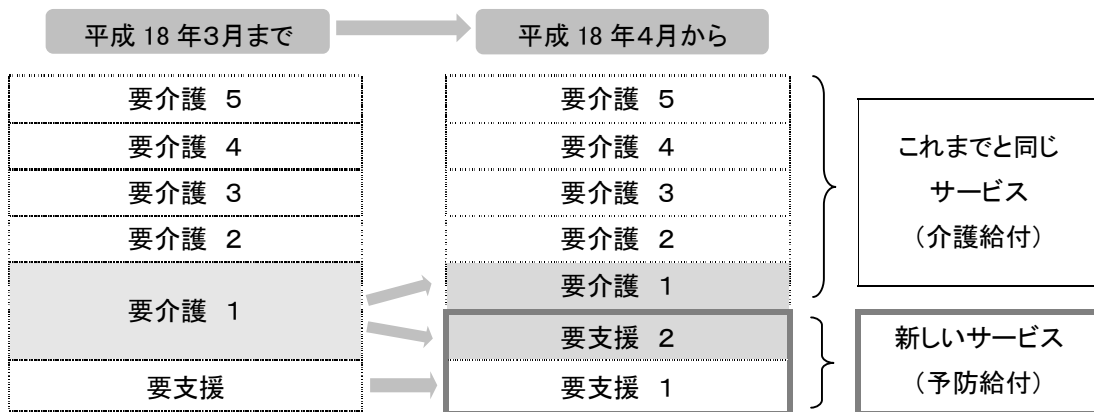 平成 18 年3月まで
平成 18 年4月から
要介護 5
要介護 4
要介護 3
要介護 2
要介護 1
要支援
要介護 5
要介護 4
要介護 3
要介護 2
要介護 1
要支援 2
要支援 1
これまでと同じ
サービス
（介護給付）
新しいサービス
（予防給付）